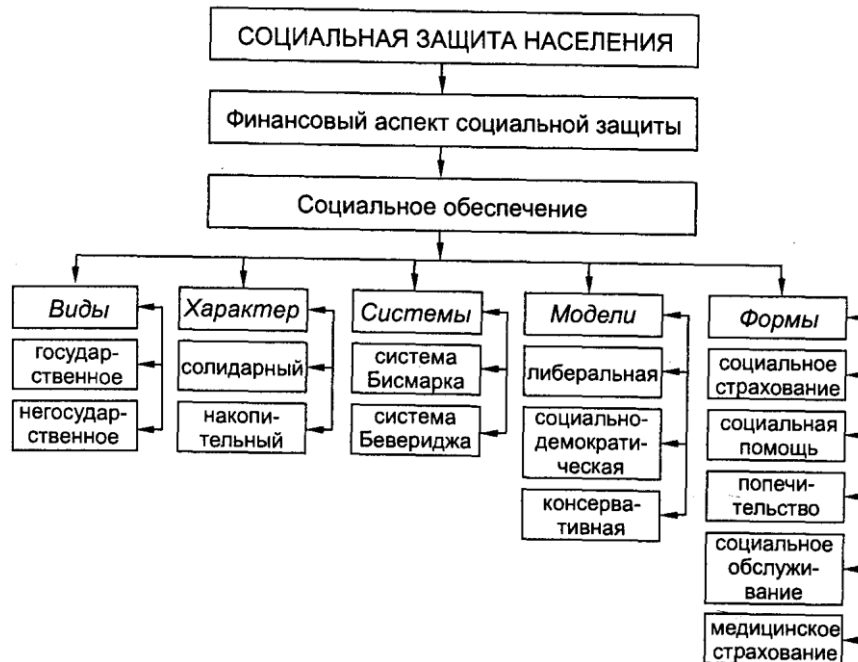 СОЦИАЛЬНАЯ ЗАЩИТА НАСЕЛЕНИЯ
Финансовый аспект социальной защиты
Социальное обеспечение
Виды
государ-
ственное
негосудар-
ственное
Характер
солидарный
накопи-
тельный
Системы
система
Бисмарка
система
Бевериджа
Модели
либеральная
социально-
демократи-
ческая
консерва-
тивная
Формы
социальное
страхование
социальная
помощь
попечи-
тельство
социальное
обслужи-
вание
медицинское
страхование